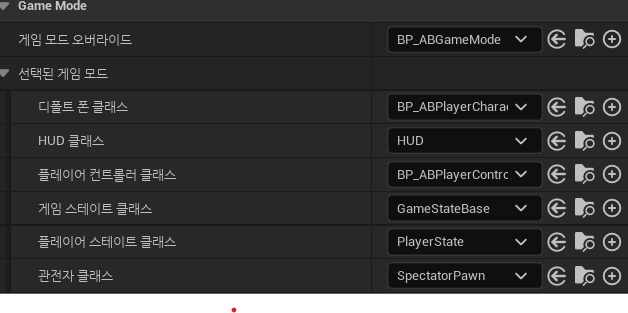 Game Mode
게임 모드 오버라이드 BP_ABGameMode
선택된 게임 모드
디폴트 폰 클래스 BP_ABPlayerChara
HUD 클래스 HUD
플레이어 컨트롤러 클래스 BP_ABPlayerContro
게임 스테이트 클래스 GameStateBase
플레이어 스테이트 클래스 PlayerState
관전자 클래스 SpectatorPawn